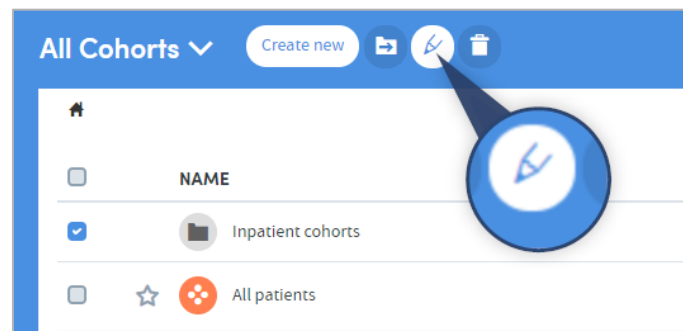 All Cohorts
Create new
NAME
Inpatient cohorts
All patients